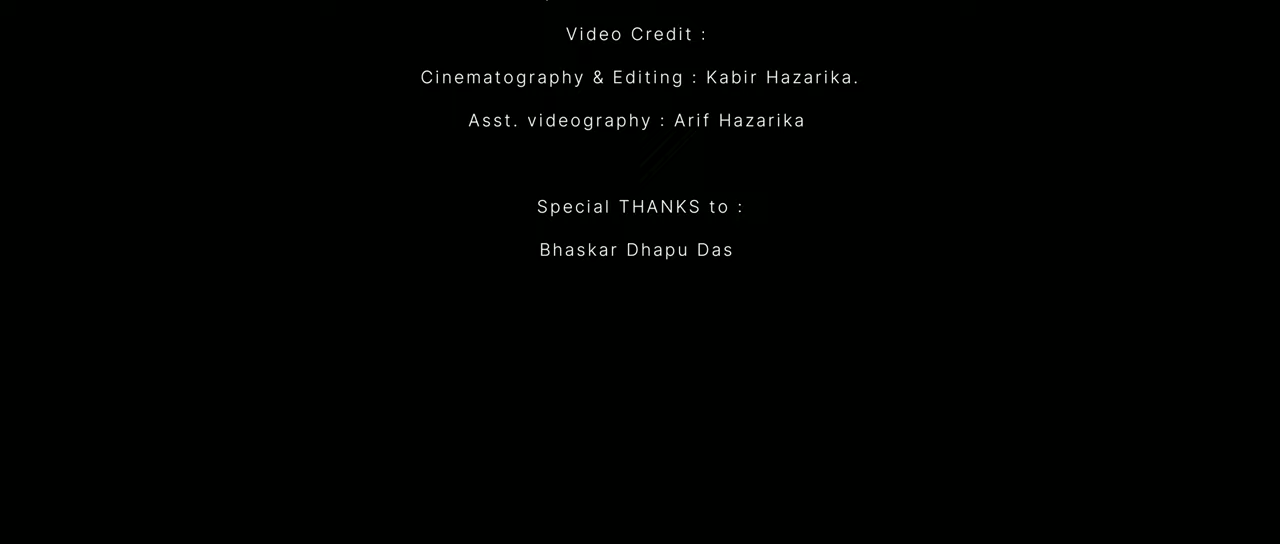 Video Credit :
Cinematography & Editing : Kabir Hazarika.
Asst. videography : Arif Hazarika
Special THANKS to :
Bhaskar Dhapu Das